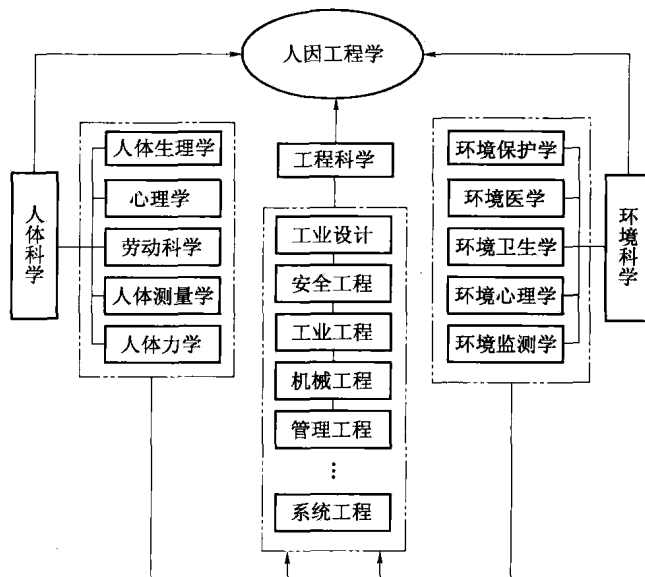 人因工程学
人体科学
人体生理学
心理学
劳动科学
人体测量学
人体力学
工程科学
工业设计
安全工程
工业工程
机械工程
管理工程
⋮
系统工程
环境保护学
环境医学
环境卫生学
环境心理学
环境监测学
环境科学